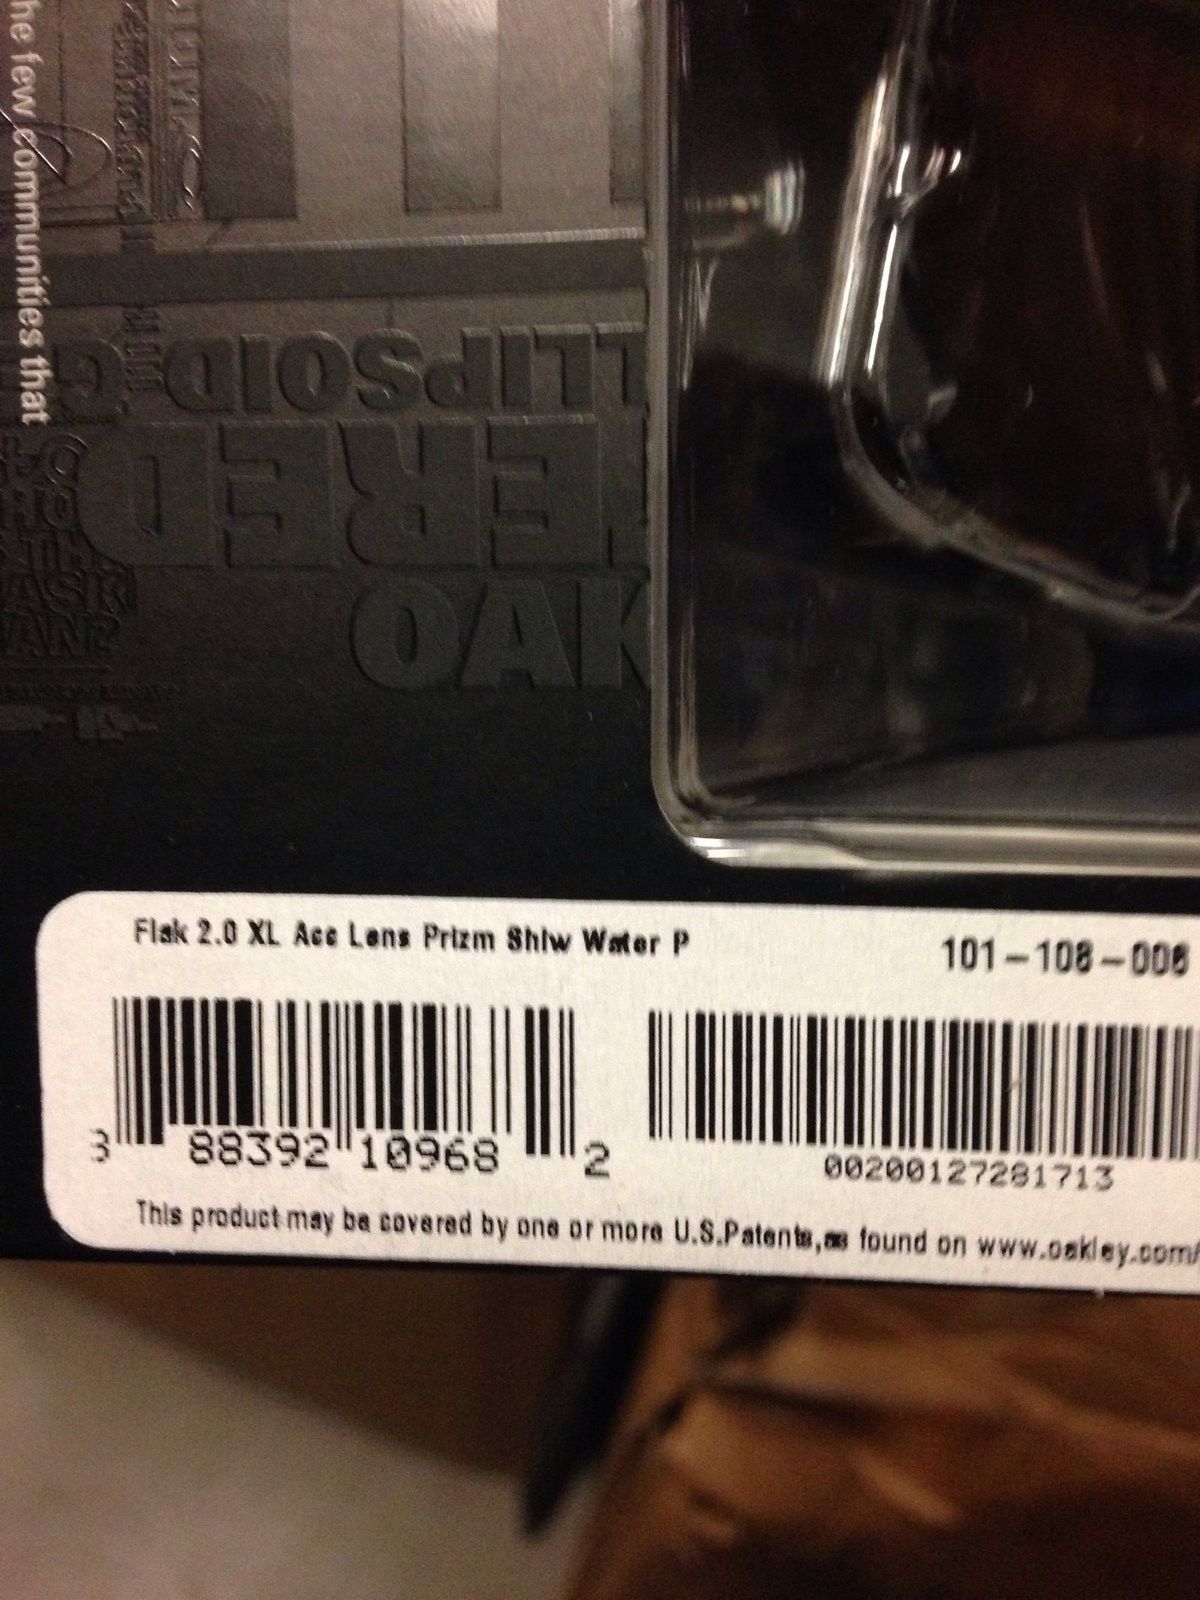 he few communities that
LLIPSOID
ERED
OAK
Flak 2.0 XL Acc Lens Prizm Shlw Water P
101-108-006
3 88392 10968 2
00200127281713
This product may be covered by one or more U.S.Patents,as found on www.oakley.com/